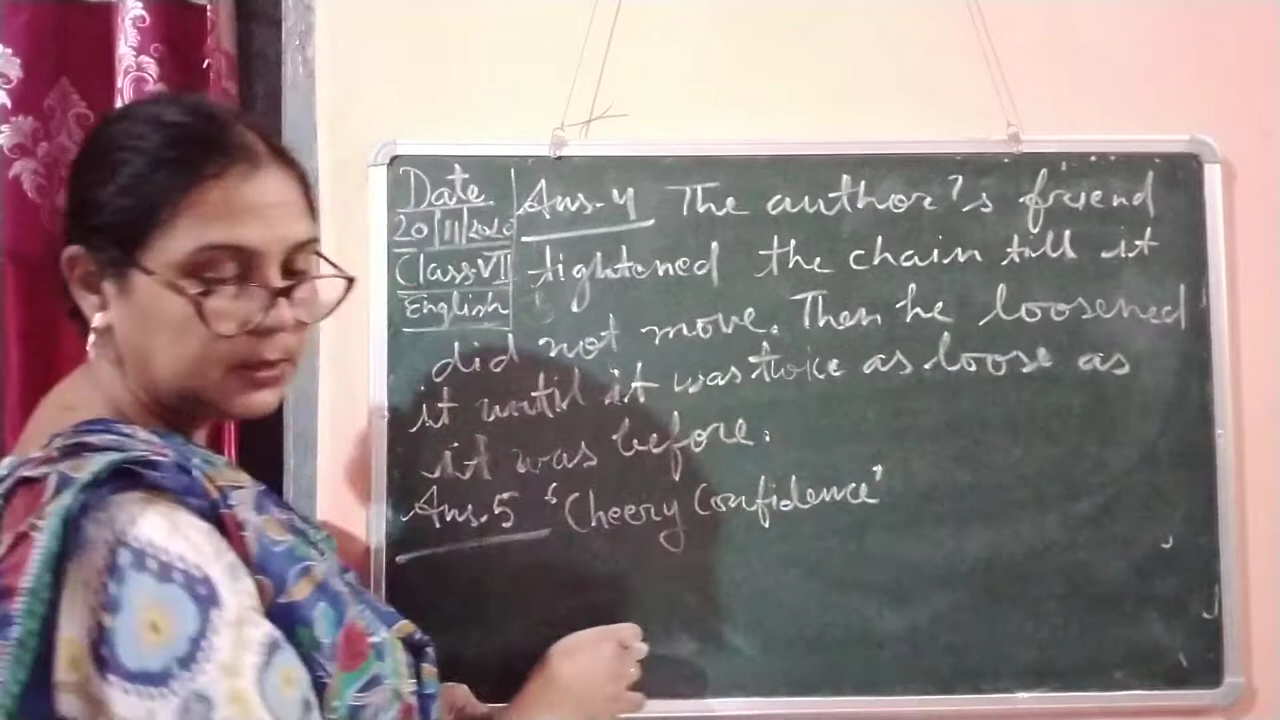 Date
20/11/2020
Class-VII
English
Ans-4 The author's friend
tightened the chain till it
did not move. Then he loosened
it until it was twice as loose as
it was before.
Ans.5 'Cheery Confidence'